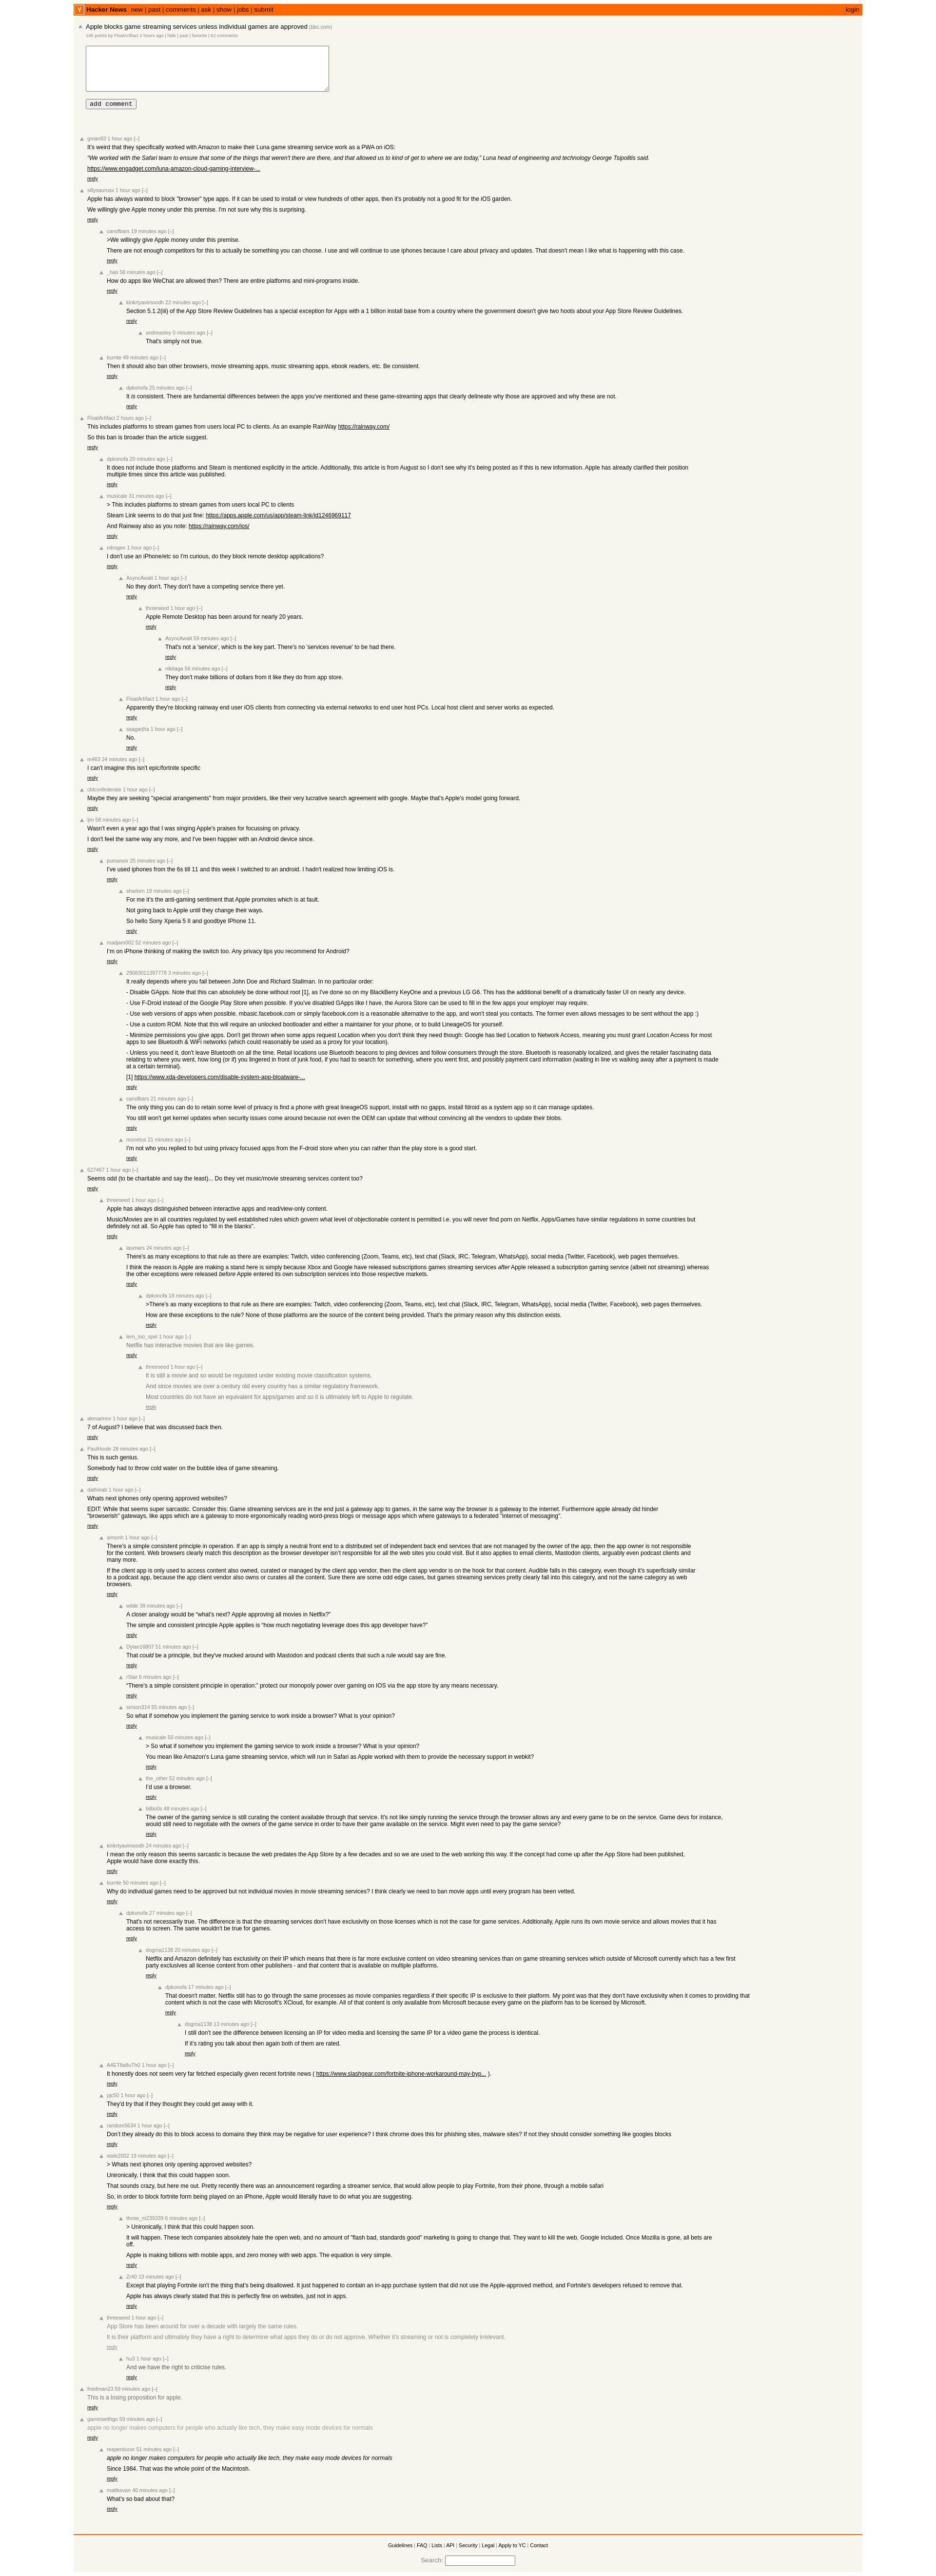 Y Hacker News new | past | comments | ask | show | jobs | submit login
Apple blocks game streaming services unless individual games are approved (bbc.com)
points by FloatArtifact 2 hours ago | hide | past | favorite | comments
add comment
gman83 1 hour ago [–]
It's weird that they specifically worked with Amazon to make their Luna game streaming service work as a PWA on iOS:
"We worked with the Safari team to ensure that some of the things that weren't there are there, and that allowed us to kind of get to where we are today," Luna head of engineering and technology George Tsipolitis said.
https://www.engadget.com/luna-amazon-cloud-gaming-interview-...
reply
sillysaurusx 1 hour ago [–]
Apple has always wanted to block "browser" type apps. If it can be used to install or view hundreds of other apps, then it's probably not a good fit for the iOS garden.
We willingly give Apple money under this premise. I'm not sure why this is surprising.
reply
canofbars 19 minutes ago [–]
>We willingly give Apple money under this premise.
There are not enough competitors for this to actually be something you can choose. I use and will continue to use iphones because I care about privacy and updates. That doesn't mean I like what is happening with this case.
reply
_hao 56 minutes ago [–]
How do apps like WeChat are allowed then? There are entire platforms and mini-programs inside.
reply
kinkrtyavimoodh 22 minutes ago [–]
Section 5.1.2(iii) of the App Store Review Guidelines has a special exception for Apps with a 1 billion install base from a country where the government doesn't give two hoots about your App Store Review Guidelines.
reply
andreasley 0 minutes ago [–]
That's simply not true.
burnte 49 minutes ago [–]
Then it should also ban other browsers, movie streaming apps, music streaming apps, ebook readers, etc. Be consistent.
reply
dpkonofa 25 minutes ago [–]
It is consistent. There are fundamental differences between the apps you've mentioned and these game-streaming apps that clearly delineate why those are approved and why these are not.
reply
FloatArtifact 2 hours ago [–]
This includes platforms to stream games from users local PC to clients. As an example RainWay https://rainway.com/
So this ban is broader than the article suggest.
reply
dpkonofa 20 minutes ago [–]
It does not include those platforms and Steam is mentioned explicitly in the article. Additionally, this article is from August so I don't see why it's being posted as if this is new information. Apple has already clarified their position
multiple times since this article was published.
reply
musicale 31 minutes ago [–]
> This includes platforms to stream games from users local PC to clients
Steam Link seems to do that just fine: https://apps.apple.com/us/app/steam-link/id1246969117
And Rainway also as you note: https://rainway.com/ios/
reply
nitrogen 1 hour ago [–]
I don't use an iPhone/etc so I'm curious, do they block remote desktop applications?
reply
AsyncAwait 1 hour ago [–]
No they don't. They don't have a competing service there yet.
reply
threeseed 1 hour ago [–]
Apple Remote Desktop has been around for nearly 20 years.
reply
AsyncAwait 59 minutes ago [–]
That's not a 'service', which is the key part. There's no 'services revenue' to be had there.
reply
nikitaga 56 minutes ago [–]
They don't make billions of dollars from it like they do from app store.
reply
FloatArtifact 1 hour ago [–]
Apparently they're blocking rainway end user iOS clients from connecting via external networks to end user host PCs. Local host client and server works as expected.
reply
saagarjha 1 hour ago [–]
No.
reply
m463 24 minutes ago [–]
I can't imagine this isn't epic/fortnite specific
reply
cblconfederate 1 hour ago [–]
Maybe they are seeking "special arrangements" from major providers, like their very lucrative search agreement with google. Maybe that's Apple's model going forward.
reply
ljm 58 minutes ago [–]
Wasn't even a year ago that I was singing Apple's praises for focussing on privacy.
I don't feel the same way any more, and I've been happier with an Android device since.
reply
pumanoir 25 minutes ago [–]
I've used iphones from the 6s till 11 and this week I switched to an android. I hadn't realized how limiting iOS is.
reply
sharken 19 minutes ago [–]
For me it's the anti-gaming sentiment that Apple promotes which is at fault.
Not going back to Apple until they change their ways.
So hello Sony Xperia 5 II and goodbye IPhone 11.
reply
madjam002 52 minutes ago [–]
I'm on iPhone thinking of making the switch too. Any privacy tips you recommend for Android?
reply
29083011397778 3 minutes ago [–]
It really depends where you fall between John Doe and Richard Stallman. In no particular order:
- Disable GApps. Note that this can absolutely be done without root [1], as I've done so on my BlackBerry KeyOne and a previous LG G6. This has the additional benefit of a dramatically faster UI on nearly any device.
- Use F-Droid instead of the Google Play Store when possible. If you've disabled GApps like I have, the Aurora Store can be used to fill in the few apps your employer may require.
- Use web versions of apps when possible. mbasic.facebook.com or simply facebook.com is a reasonable alternative to the app, and won't steal you contacts. The former even allows messages to be sent without the app :)
- Use a custom ROM. Note that this will require an unlocked bootloader and either a maintainer for your phone, or to build LineageOS for yourself.
- Minimize permissions you give apps. Don't get thrown when some apps request Location when you don't think they need though: Google has tied Location to Network Access, meaning you must grant Location Access for most
apps to see Bluetooth & WiFi networks (which could reasonably be used as a proxy for your location).
- Unless you need it, don't leave Bluetooth on all the time. Retail locations use Bluetooth beacons to ping devices and follow consumers through the store. Bluetooth is reasonably localized, and gives the retailer fascinating data
relating to where you went, how long (or if) you lingered in front of junk food, if you had to search for something, where you went first, and possibly payment card information (waiting in line vs walking away after a payment is made
at a certain terminal).
[1] https://www.xda-developers.com/disable-system-app-bloatware-...
reply
canofbars 21 minutes ago [–]
The only thing you can do to retain some level of privacy is find a phone with great lineageOS support, install with no gapps, install fdroid as a system app so it can manage updates.
You still won't get kernel updates when security issues come around because not even the OEM can update that without convincing all the vendors to update their blobs.
reply
monetus 21 minutes ago [–]
I'm not who you replied to but using privacy focused apps from the F-droid store when you can rather than the play store is a good start.
reply
627467 1 hour ago [–]
Seems odd (to be charitable and say the least)... Do they vet music/movie streaming services content too?
reply
threeseed 1 hour ago [–]
Apple has always distinguished between interactive apps and read/view-only content.
Music/Movies are in all countries regulated by well established rules which govern what level of objectionable content is permitted i.e. you will never find porn on Netflix. Apps/Games have similar regulations in some countries but
definitely not all. So Apple has opted to "fill in the blanks".
reply
laumars 24 minutes ago [–]
There's as many exceptions to that rule as there are examples: Twitch, video conferencing (Zoom, Teams, etc), text chat (Slack, IRC, Telegram, WhatsApp), social media (Twitter, Facebook), web pages themselves.
I think the reason is Apple are making a stand here is simply because Xbox and Google have released subscriptions games streaming services after Apple released a subscription gaming service (albeit not streaming) whereas
the other exceptions were released before Apple entered its own subscription services into those respective markets.
reply
dpkonofa 18 minutes ago [–]
>There's as many exceptions to that rule as there are examples: Twitch, video conferencing (Zoom, Teams, etc), text chat (Slack, IRC, Telegram, WhatsApp), social media (Twitter, Facebook), web pages themselves.
How are these exceptions to the rule? None of those platforms are the source of the content being provided. That's the primary reason why this distinction exists.
reply
lern_too_spel 1 hour ago [–]
Netflix has interactive movies that are like games.
reply
threeseed 1 hour ago [–]
It is still a movie and so would be regulated under existing movie classification systems.
And since movies are over a century old every country has a similar regulatory framework.
Most countries do not have an equivalent for apps/games and so it is ultimately left to Apple to regulate.
reply
akmarinov 1 hour ago [–]
7 of August? I believe that was discussed back then.
reply
PaulHoule 28 minutes ago [–]
This is such genius.
Somebody had to throw cold water on the bubble idea of game streaming.
reply
dathinab 1 hour ago [–]
Whats next iphones only opening approved websites?
EDIT: While that seems super sarcastic. Consider this: Game streaming services are in the end just a gateway app to games, in the same way the browser is a gateway to the internet. Furthermore apple already did hinder
"browserish" gateways, like apps which are a gateway to more ergonomically reading word-press blogs or message apps which where gateways to a federated "internet of messaging".
reply
simonh 1 hour ago [–]
There's a simple consistent principle in operation. If an app is simply a neutral front end to a distributed set of independent back end services that are not managed by the owner of the app, then the app owner is not responsible
for the content. Web browsers clearly match this description as the browser developer isn't responsible for all the web sites you could visit. But it also applies to email clients, Mastodon clients, arguably even podcast clients and
many more.
If the client app is only used to access content also owned, curated or managed by the client app vendor, then the client app vendor is on the hook for that content. Audible falls in this category, even though it's superficially similar
to a podcast app, because the app client vendor also owns or curates all the content. Sure there are some odd edge cases, but games streaming services pretty clearly fall into this category, and not the same category as web
browsers.
reply
wlde 38 minutes ago [–]
A closer analogy would be "what's next? Apple approving all movies in Netflix?"
The simple and consistent principle Apple applies is "how much negotiating leverage does this app developer have?"
reply
Dylan16807 51 minutes ago [–]
That could be a principle, but they've mucked around with Mastodon and podcast clients that such a rule would say are fine.
reply
rStar 6 minutes ago [–]
"There's a simple consistent principle in operation:" protect our monopoly power over gaming on IOS via the app store by any means necessary.
reply
simion314 55 minutes ago [–]
So what if somehow you implement the gaming service to work inside a browser? What is your opinion?
reply
musicale 50 minutes ago [–]
> So what if somehow you implement the gaming service to work inside a browser? What is your opinion?
You mean like Amazon's Luna game streaming service, which will run in Safari as Apple worked with them to provide the necessary support in webkit?
reply
the_other 52 minutes ago [–]
I'd use a browser.
reply
bilbo0s 48 minutes ago [–]
The owner of the gaming service is still curating the content available through that service. It's not like simply running the service through the browser allows any and every game to be on the service. Game devs for instance,
would still need to negotiate with the owners of the game service in order to have their game available on the service. Might even need to pay the game service?
reply
kinkrtyavimoodh 24 minutes ago [–]
I mean the only reason this seems sarcastic is because the web predates the App Store by a few decades and so we are used to the web working this way. If the concept had come up after the App Store had been published,
Apple would have done exactly this.
reply
burnte 50 minutes ago [–]
Why do individual games need to be approved but not individual movies in movie streaming services? I think clearly we need to ban movie apps until every program has been vetted.
reply
dpkonofa 27 minutes ago [–]
That's not necessarily true. The difference is that the streaming services don't have exclusivity on those licenses which is not the case for game services. Additionally, Apple runs its own movie service and allows movies that it has
access to screen. The same wouldn't be true for games.
reply
dogma1138 20 minutes ago [–]
Netflix and Amazon definitely has exclusivity on their IP which means that there is far more exclusive content on video streaming services than on game streaming services which outside of Microsoft currently which has a few first
party exclusives all license content from other publishers - and that content that is available on multiple platforms.
reply
dpkonofa 17 minutes ago [–]
That doesn't matter. Netflix still has to go through the same processes as movie companies regardless if their specific IP is exclusive to their platform. My point was that they don't have exclusivity when it comes to providing that
content which is not the case with Microsoft's XCloud, for example. All of that content is only available from Microsoft because every game on the platform has to be licensed by Microsoft.
reply
dogma1138 13 minutes ago [–]
I still don't see the difference between licensing an IP for video media and licensing the same IP for a video game the process is identical.
If it's rating you talk about then again both of them are rated.
reply
1 hour ago [–]
It honestly does not seem very far fetched especially given recent fortnite news ( https://www.slashgear.com/fortnite-iphone-workaround-may-byp... ).
reply
pjc50 1 hour ago [–]
They'd try that if they thought they could get away with it.
reply
random5634 1 hour ago [–]
Don't they already do this to block access to domains they think may be negative for user experience? I think chrome does this for phishing sites, malware sites? If not they should consider something like googles blocks
reply
stale2002 19 minutes ago [–]
> Whats next iphones only opening approved websites?
Unironically, I think that this could happen soon.
That sounds crazy, but here me out. Pretty recently there was an announcement regarding a streamer service, that would allow people to play Fortnite, from their phone, through a mobile safari
So, in order to block fortnite form being played on an iPhone, Apple would literally have to do what you are suggesting.
reply
throw_m239339 6 minutes ago [–]
> Unironically, I think that this could happen soon.
It will happen. These tech companies absolutely hate the open web, and no amount of "flash bad, standards good" marketing is going to change that. They want to kill the web, Google included. Once Mozilla is gone, all bets are
off.
Apple is making billions with mobile apps, and zero money with web apps. The equation is very simple.
reply
Zr40 13 minutes ago [–]
Except that playing Fortnite isn't the thing that's being disallowed. It just happened to contain an in-app purchase system that did not use the Apple-approved method, and Fortnite's developers refused to remove that.
Apple has always clearly stated that this is perfectly fine on websites, just not in apps.
reply
threeseed 1 hour ago [–]
App Store has been around for over a decade with largely the same rules.
It is their platform and ultimately they have a right to determine what apps they do or do not approve. Whether it's streaming or not is completely irrelevant.
reply
hu3 1 hour ago [–]
And we have the right to criticise rules.
reply
friedman23 59 minutes ago [–]
This is a losing proposition for apple.
reply
gameswithgo 59 minutes ago [–]
apple no longer makes computers for people who actually like tech, they make easy mode devices for normals
reply
reaperducer 51 minutes ago [–]
apple no longer makes computers for people who actually like tech, they make easy mode devices for normals
Since 1984. That was the whole point of the Macintosh.
reply
matikevan 40 minutes ago [–]
What's so bad about that?
reply
Guidelines | FAQ | Lists | API | Security | Legal | Apply to YC | Contact
Search: